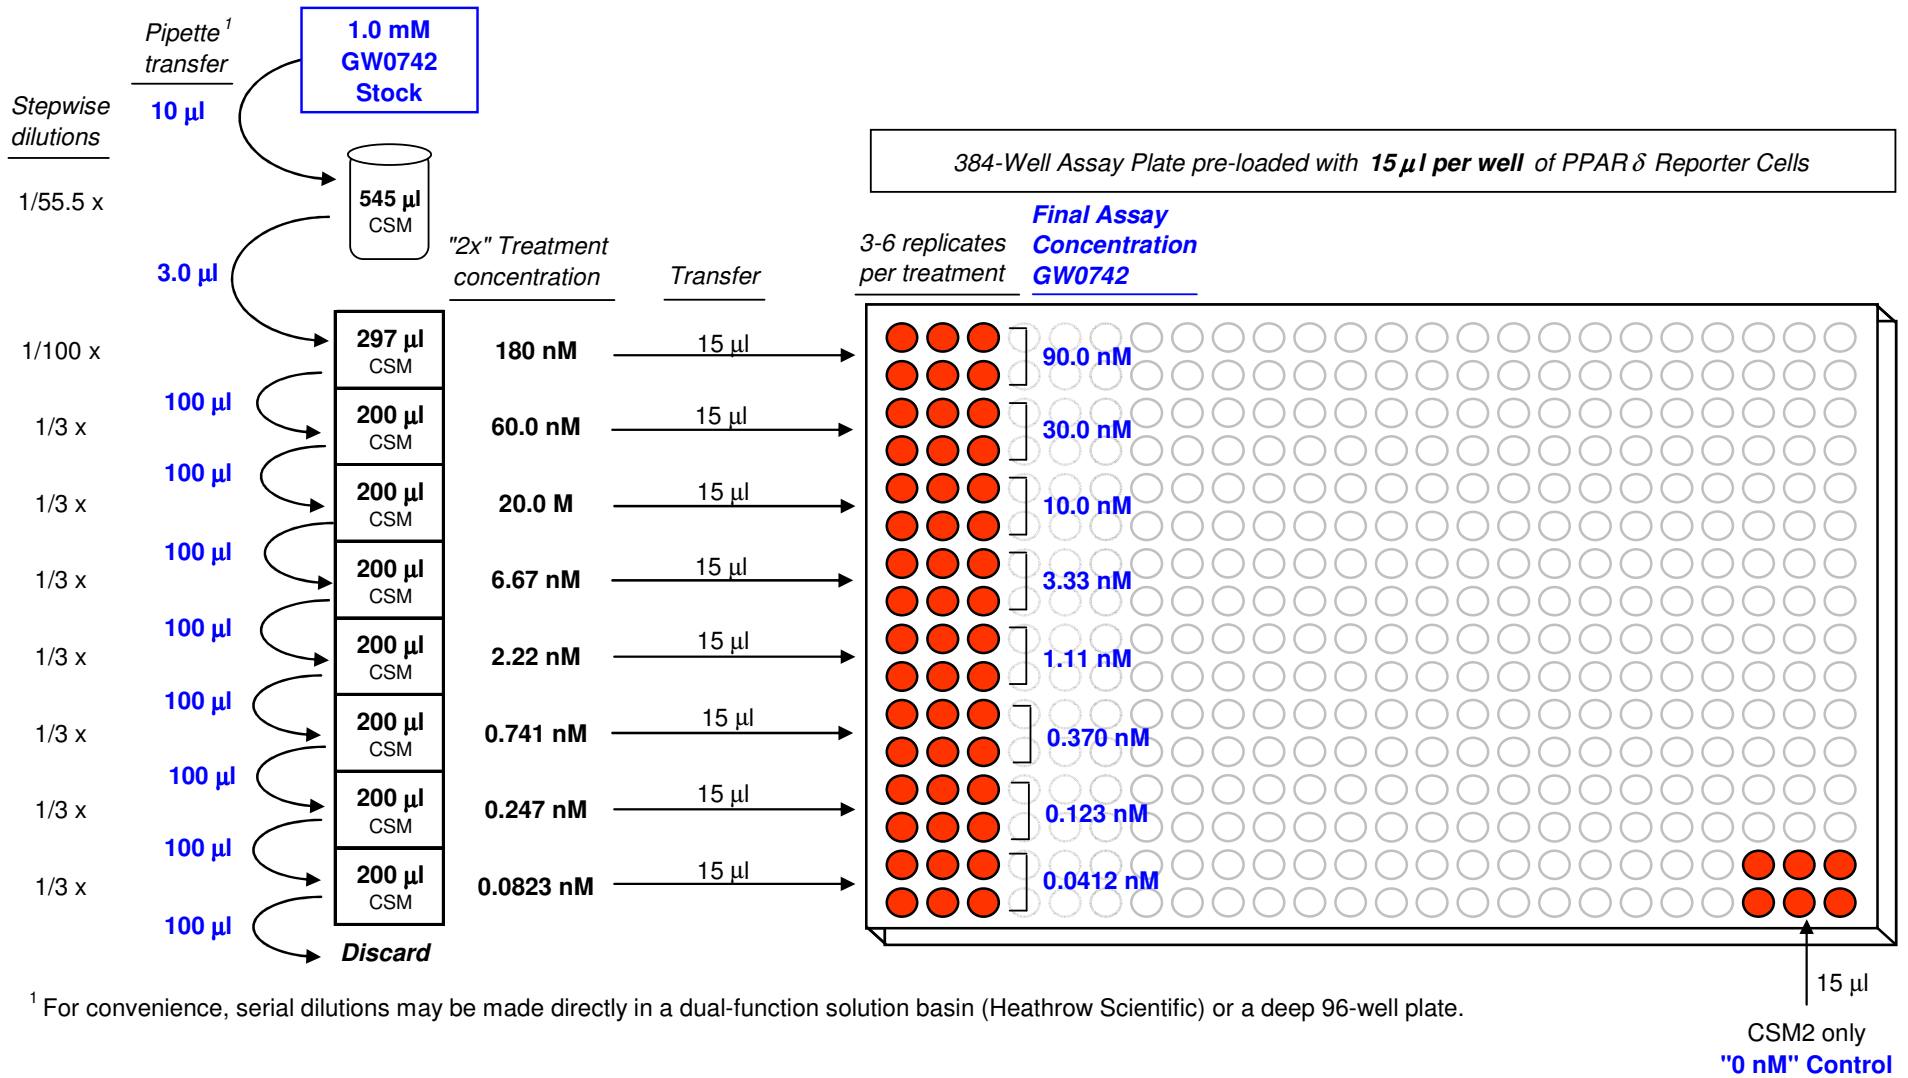 Pipette 1
transfer
10 µl
1.0 mM
GW0742
Stock
Stepwise
dilutions
384-Well Assay Plate pre-loaded with 15 µl per well of PPAR δ Reporter Cells
1/55.5 x
545 µl
CSM
3.0 µl
"2x" Treatment
concentration
Transfer
3-6 replicates
per treatment
Final Assay
Concentration
GW0742
1/100 x
297 µl
CSM
180 nM
15 µl
90.0 nM
100 µl
1/3 x
200 µl
CSM
60.0 nM
15 µl
30.0 nM
100 µl
1/3 x
200 µl
CSM
20.0 M
15 µl
10.0 nM
100 µl
1/3 x
200 µl
CSM
6.67 nM
15 µl
3.33 nM
100 µl
1/3 x
200 µl
CSM
2.22 nM
15 µl
1.11 nM
100 µl
1/3 x
200 µl
CSM
0.741 nM
15 µl
0.370 nM
100 µl
1/3 x
200 µl
CSM
0.247 nM
15 µl
0.123 nM
100 µl
1/3 x
200 µl
CSM
0.0823 nM
15 µl
0.0412 nM
100 µl
Discard
15 µl
1 For convenience, serial dilutions may be made directly in a dual-function solution basin (Heathrow Scientific) or a deep 96-well plate.
CSM2 only
"0 nM" Control